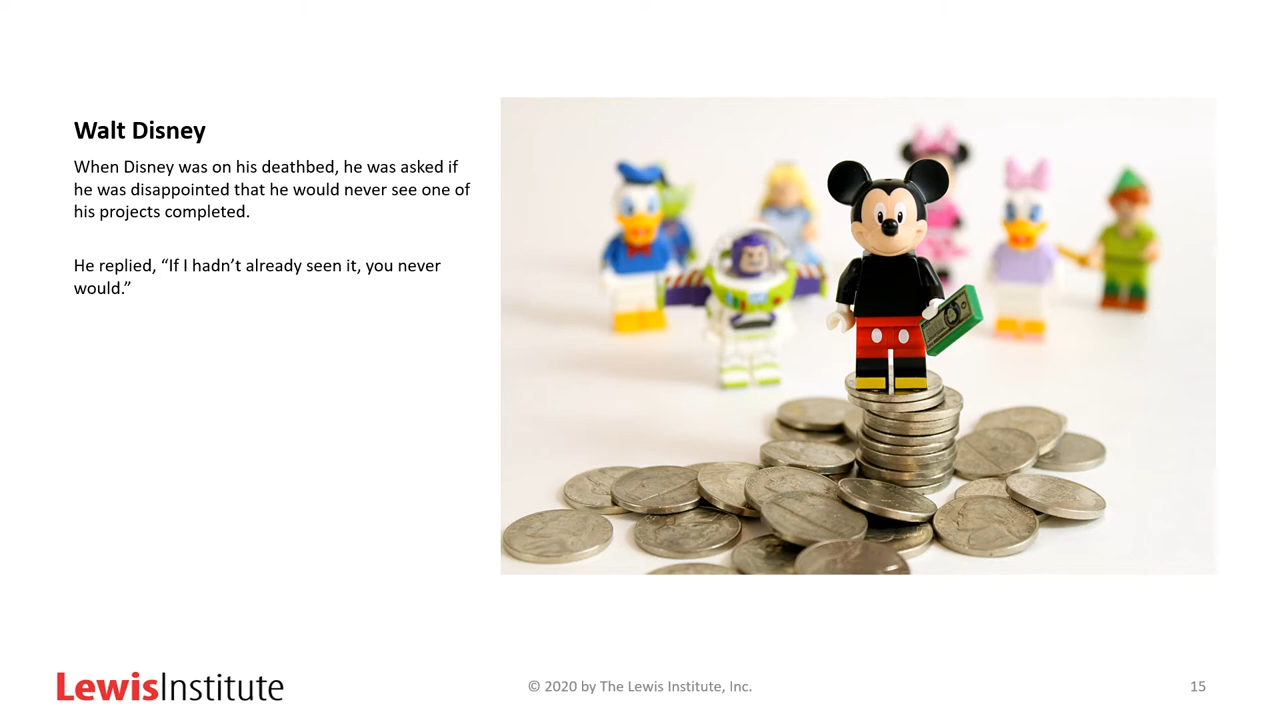 Walt Disney
When Disney was on his deathbed, he was asked if
he was disappointed that he would never see one of
his projects completed.
He replied, “If I hadn’t already seen it, you never
would.”
LewisInstitute
© 2020 by The Lewis Institute, Inc.
15